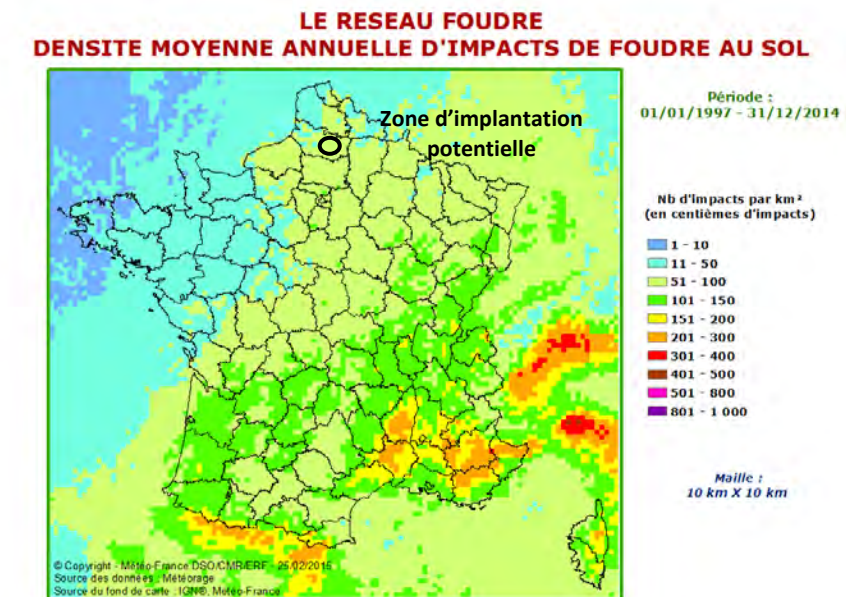 LE RESEAU FOUDRE
DENSITE MOYENNE ANNUELLE D'IMPACTS DE FOUDRE AU SOL
Zone d’implantation
potentielle
Période :
01/01/1997 - 31/12/2014
Nb d'impacts par km²
(en centièmes d'impacts)
1 - 10
11 - 50
51 - 100
101 - 150
151 - 200
201 - 300
301 - 400
401 - 500
501 - 800
801 - 1 000
Maille :
10 km X 10 km
© Copyright - Météo-France DSO/CMR/ERF - 25/02/2015
Source des données : Météorage
Source du fond de carte : IGN®, Météo-France